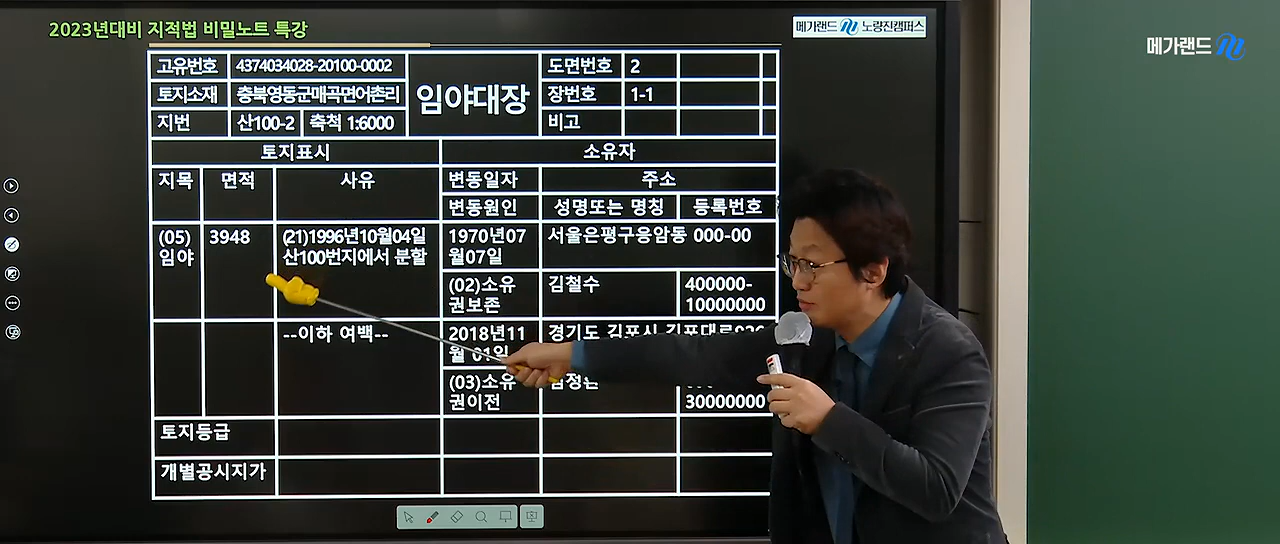 2023년대비 지적법 비밀노트 특강
메가랜드 노량진캠퍼스
메가랜드
고유번호 4374034028-20100-0002 임야대장 도면번호 2
토지소재 충북영동군매곡면어촌리 장번호 1-1
지번 산100-2 축척 1:6000 비고
토지표시 소유자
지목 면적 사유 변동일자 주소
변동원인 성명또는 명칭 등록번호
(05) 3948 (21)1996년10월04일 1970년07 서울은평구응암동 000-00
임야 산100번지에서 분할 월07일
(02)소유 김철수 400000-
권보존 10000000
--이하 여백-- 2018년11 경기도 김포시 김포대로
월 01일
(03)소유
권이전 30000000
토지등급
개별공시지가